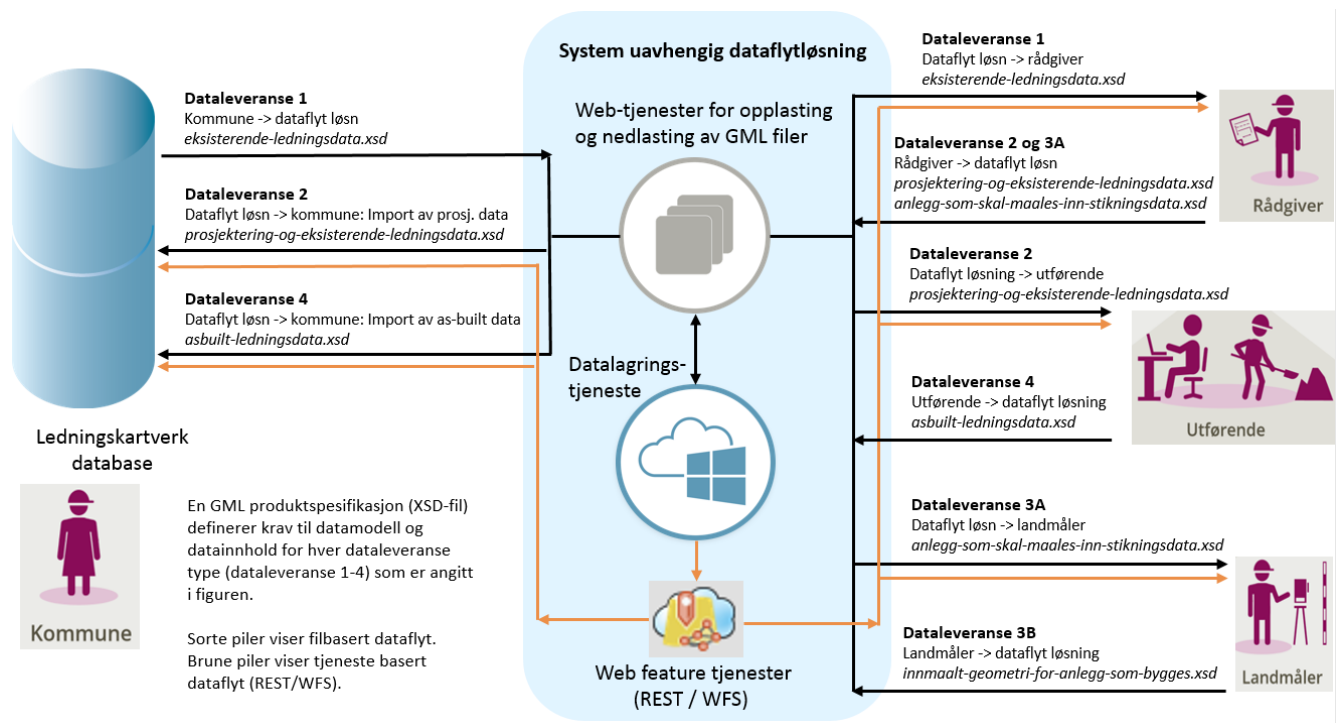 System uavhengig dataflytløsning
Web-tjenester for opplasting
og nedlasting av GML filer
Datalagrings-
tjeneste
Web feature tjenester
(REST / WFS)
Dataleveranse 1
Kommune -> dataflyt løsn
eksisterende-ledningsdata.xsd
Dataleveranse 2
Dataflyt løsn -> kommune: Import av prosj. data
prosjektering-og-eksisterende-ledningsdata.xsd
Dataleveranse 4
Dataflyt løsn -> kommune: Import av as-built data
asbuilt-ledningsdata.xsd
Ledningskartverk
database
Kommune
En GML produktspesifikasjon (XSD-fil)
definerer krav til datamodell og
datainnhold for hver dataleveranse
type (dataleveranse 1-4) som er angitt
i figuren.
Sorte piler viser filbasert dataflyt.
Brune piler viser tjeneste basert
dataflyt (REST/WFS).
Dataleveranse 1
Dataflyt løsn -> rådgiver
eksisterende-ledningsdata.xsd
Dataleveranse 2 og 3A
Rådgiver -> dataflyt løsn
prosjektering-og-eksisterende-ledningsdata.xsd
anlegg-som-skal-maales-inn-stikningsdata.xsd
Rådgiver
Dataleveranse 2
Dataflyt løsning -> utførende
prosjektering-og-eksisterende-ledningsdata.xsd
Dataleveranse 4
Utførende -> dataflyt løsning
asbuilt-ledningsdata.xsd
Utførende
Dataleveranse 3A
Dataflyt løsn -> landmåler
anlegg-som-skal-maales-inn-stikningsdata.xsd
Dataleveranse 3B
Landmåler -> dataflyt løsning
innmaalt-geometri-for-anlegg-som-bygges.xsd
Landmåler